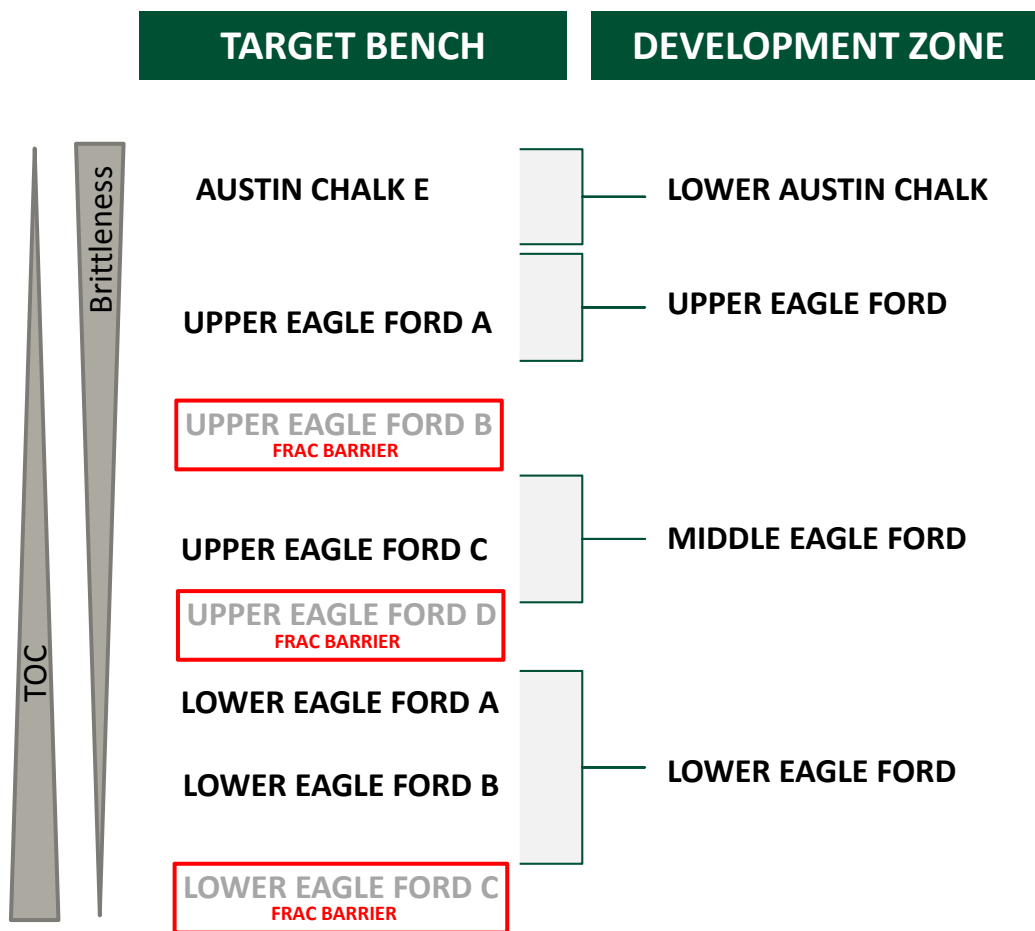 TARGET BENCH
DEVELOPMENT ZONE
Brittleness
TOC
AUSTIN CHALK E
LOWER AUSTIN CHALK
UPPER EAGLE FORD A
UPPER EAGLE FORD
UPPER EAGLE FORD B
FRAC BARRIER
UPPER EAGLE FORD C
MIDDLE EAGLE FORD
UPPER EAGLE FORD D
FRAC BARRIER
LOWER EAGLE FORD A
LOWER EAGLE FORD B
LOWER EAGLE FORD
LOWER EAGLE FORD C
FRAC BARRIER